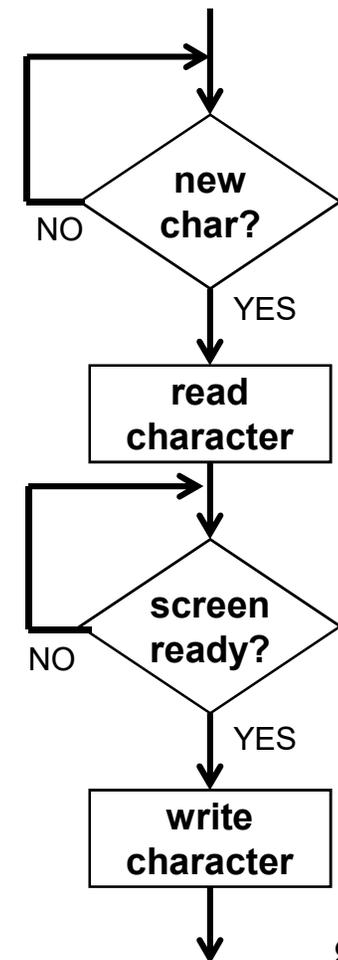 new
char?
NO
YES
read
character
screen
ready?
NO
YES
write
character